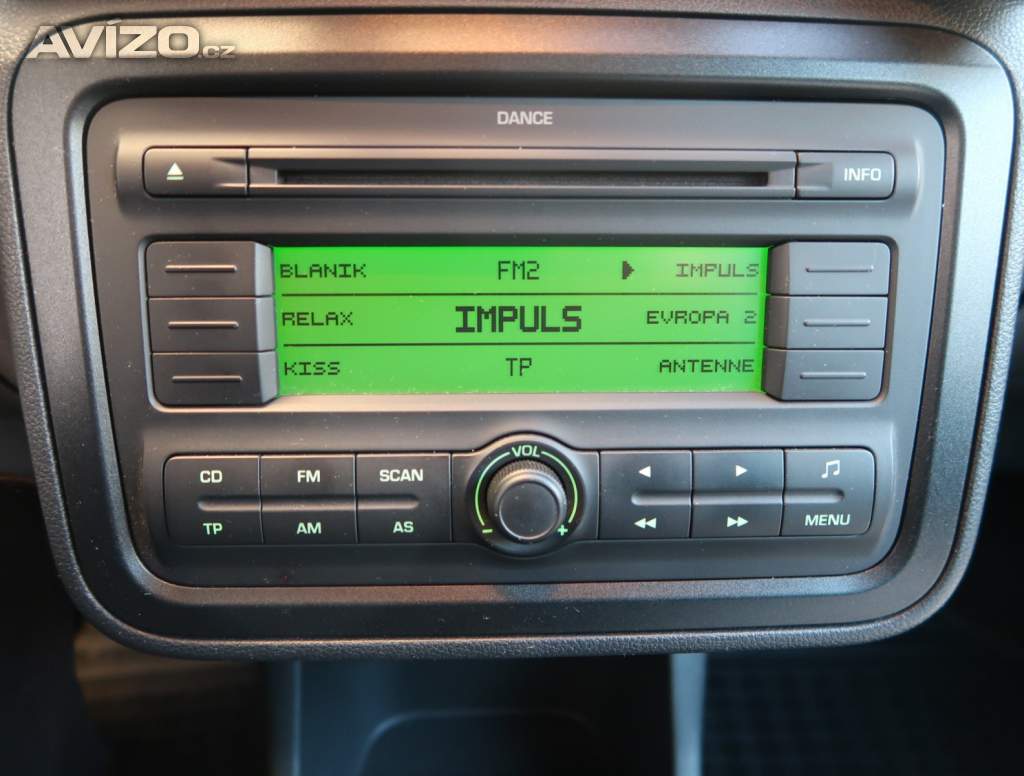 AVÍZO.CZ
DANCE
INFO
BLANIK FM2 IMPULS
RELAX IMPULS EVROPA 2
KISS TP ANTENNE
VOL
CD FM SCAN
TP AM AS - + MENU